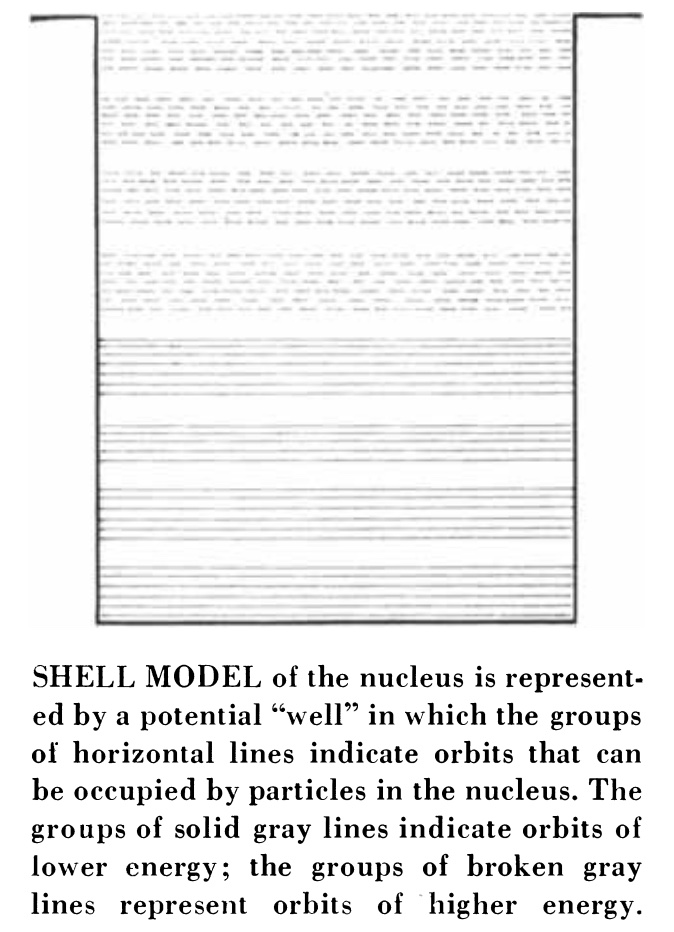 SHELL MODEL of the nucleus is represent-
ed by a potential “well” in which the groups
of horizontal lines indicate orbits that can
be occupied by particles in the nucleus. The
groups of solid gray lines indicate orbits of
lower energy; the groups of broken gray
lines represent orbits of higher energy.